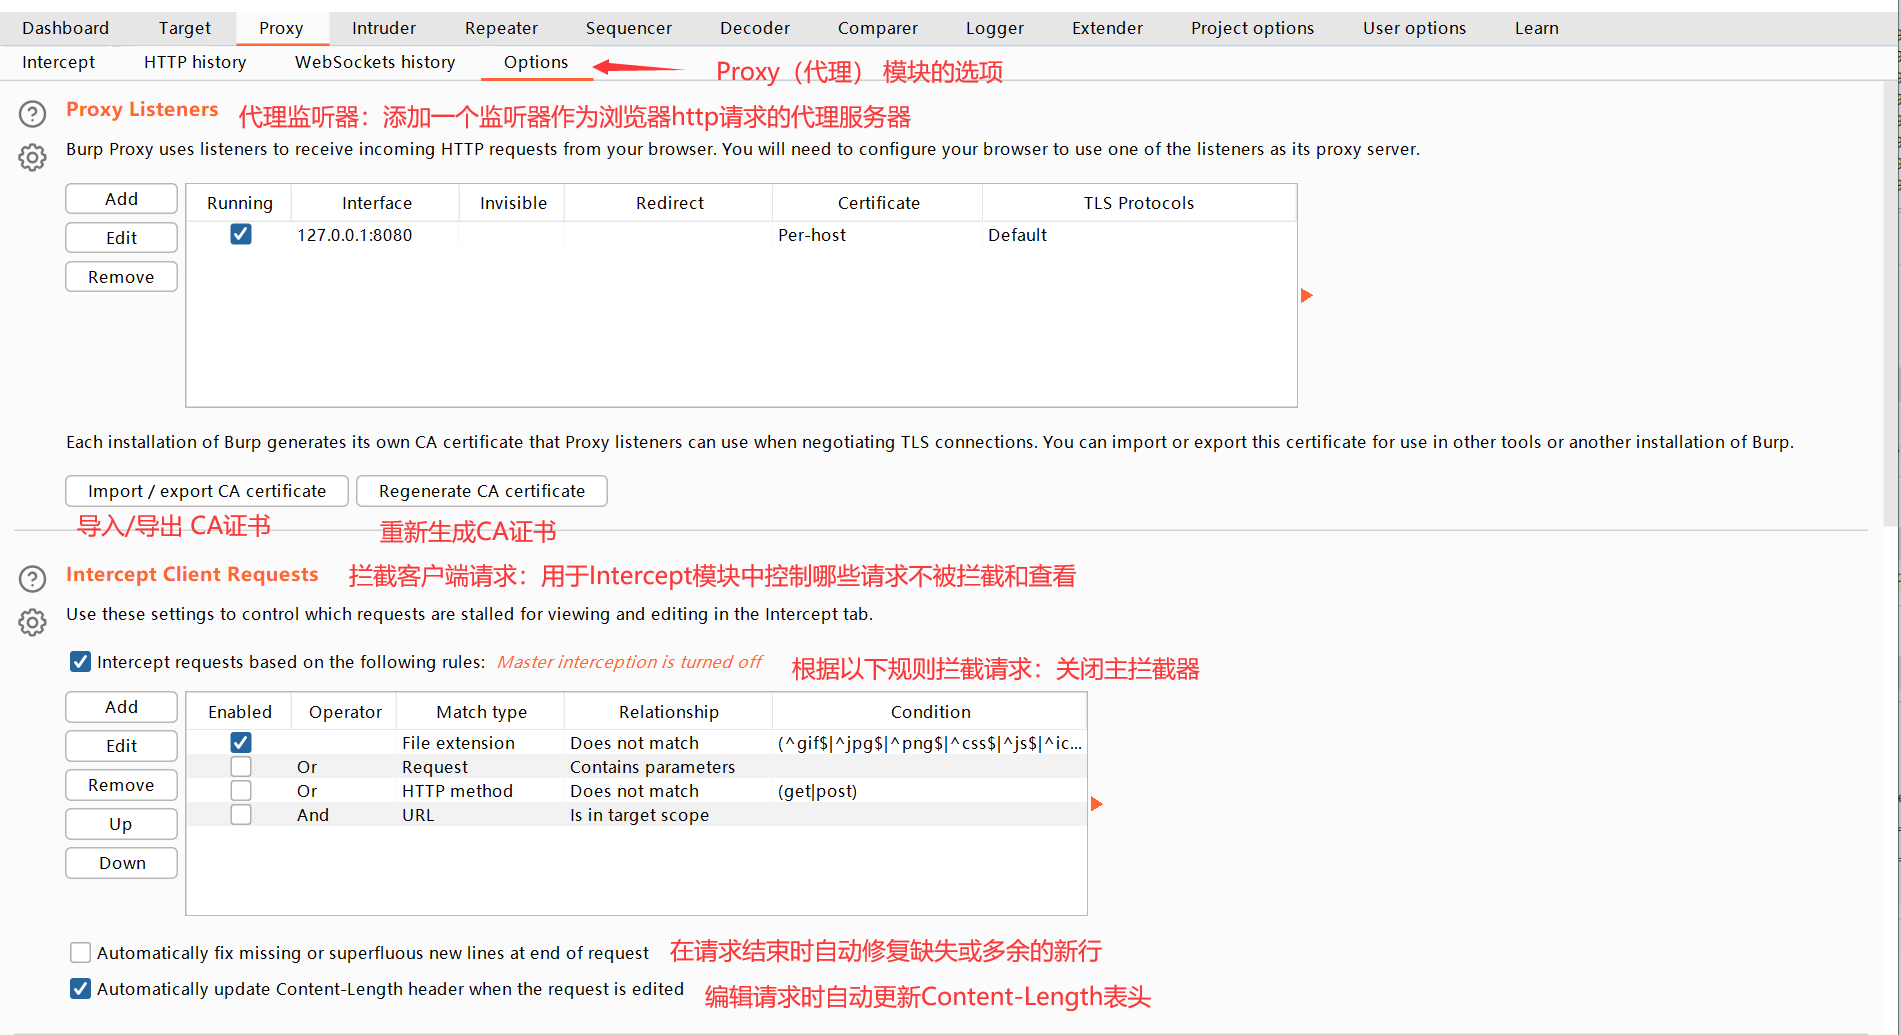 Dashboard Target Proxy Intruder Repeater Sequencer Decoder Comparer Logger Extender Project options User options Learn
Intercept HTTP history WebSockets history Options Proxy（代理） 模块的选项
Proxy Listeners 代理监听器：添加一个监听器作为浏览器http请求的代理服务器
Burp Proxy uses listeners to receive incoming HTTP requests from your browser. You will need to configure your browser to use one of the listeners as its proxy server.
Add
Edit
Remove
Running Interface Invisible Redirect Certificate TLS Protocols
127.0.0.1:8080 Per-host Default
Each installation of Burp generates its own CA certificate that Proxy listeners can use when negotiating TLS connections. You can import or export this certificate for use in other tools or another installation of Burp.
Import / export CA certificate Regenerate CA certificate
导入/导出 CA证书 重新生成CA证书
Intercept Client Requests 拦截客户端请求：用于Intercept模块中控制哪些请求不被拦截和查看
Use these settings to control which requests are stalled for viewing and editing in the Intercept tab.
Intercept requests based on the following rules: Master interception is turned off 根据以下规则拦截请求：关闭主拦截器
Add
Edit
Remove
Up
Down
Enabled Operator Match type Relationship Condition
File extension Does not match (^gif$|^jpg$|^png$|^css$|^js$|^ic...
Or Request Contains parameters
Or HTTP method Does not match (get|post)
And URL Is in target scope
Automatically fix missing or superfluous new lines at end of request 在请求结束时自动修复缺失或多余的新行
Automatically update Content-Length header when the request is edited 编辑请求时自动更新Content-Length表头